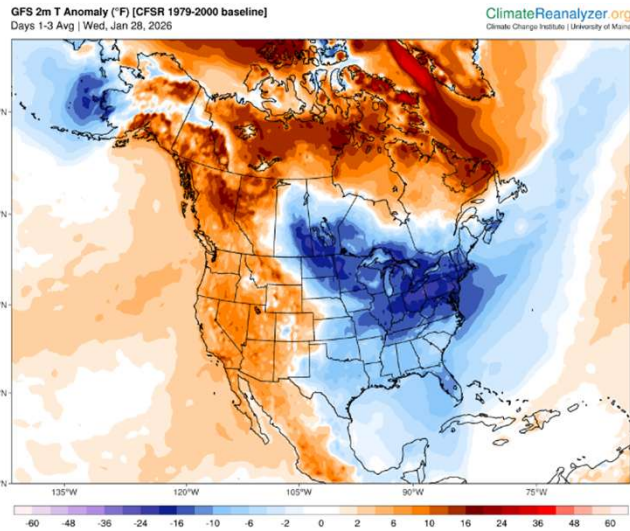 GFS 2m T Anomaly (°F) [CFSR 1979-2000 baseline]
Days 1-3 Avg | Wed, Jan 28, 2026
ClimateReanalyzer.org
Climate Change Institute | University of Maine
135°W 120°W 105°W 90°W 75°W
-60 -48 -36 -24 -16 -10 -6 -2 0 2 6 10 16 24 36 48 60